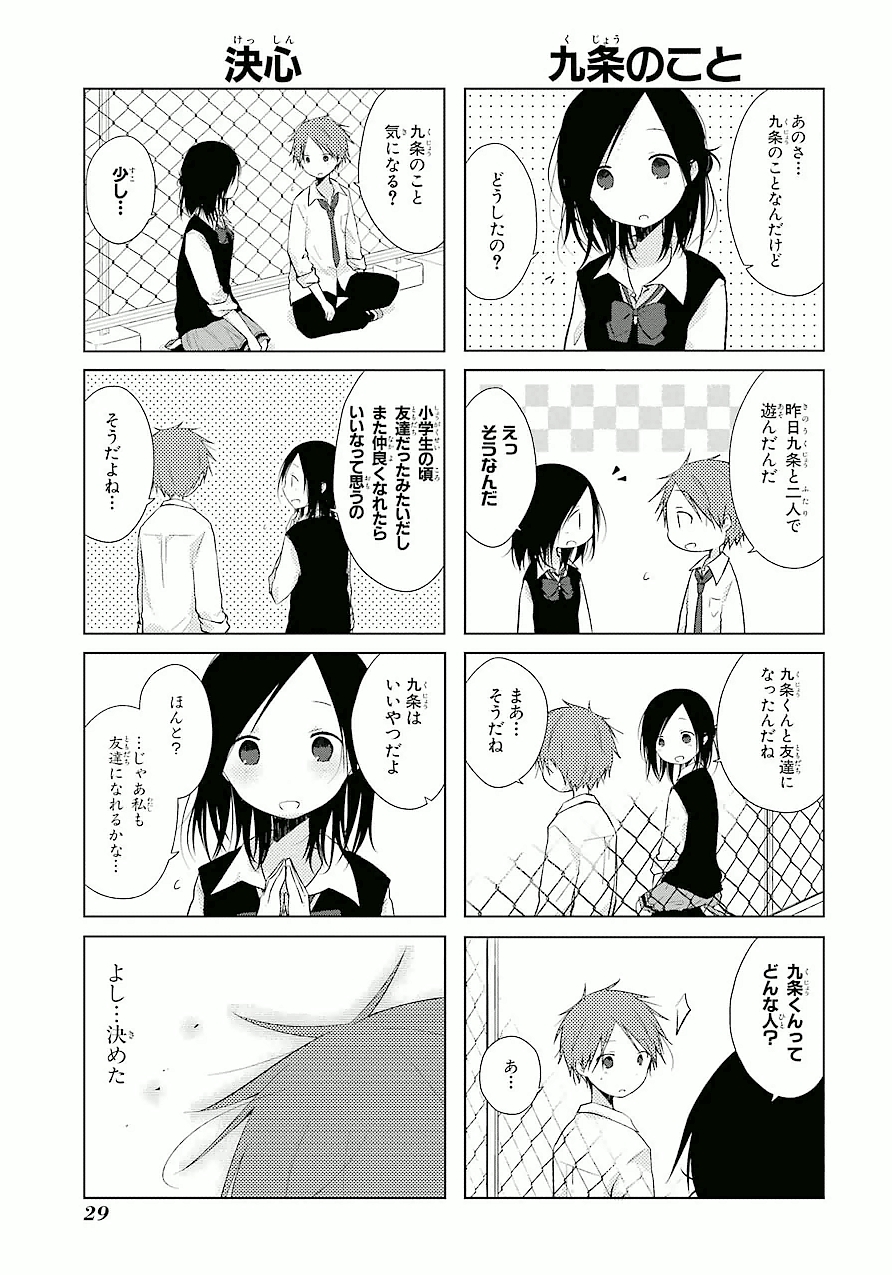 九条のこと
あのさ…
九条のことなんだけど
どうしたの？
昨日九条と二人で
遊んだんだ
えっ
そうなんだ
九条くんと友達に
なったんだね
まあ…
そうだね
九条くんって
どんな人？
あ…
決心
九条のこと
気になる？
少し…
小学生の頃
友達だったみたいだし
また仲良くなれたら
いいなって思うの
そうだよね…
九条は
いいやつだよ
ほんと？
…じゃあ私も
友達になれるかな…
よし…決めた
29